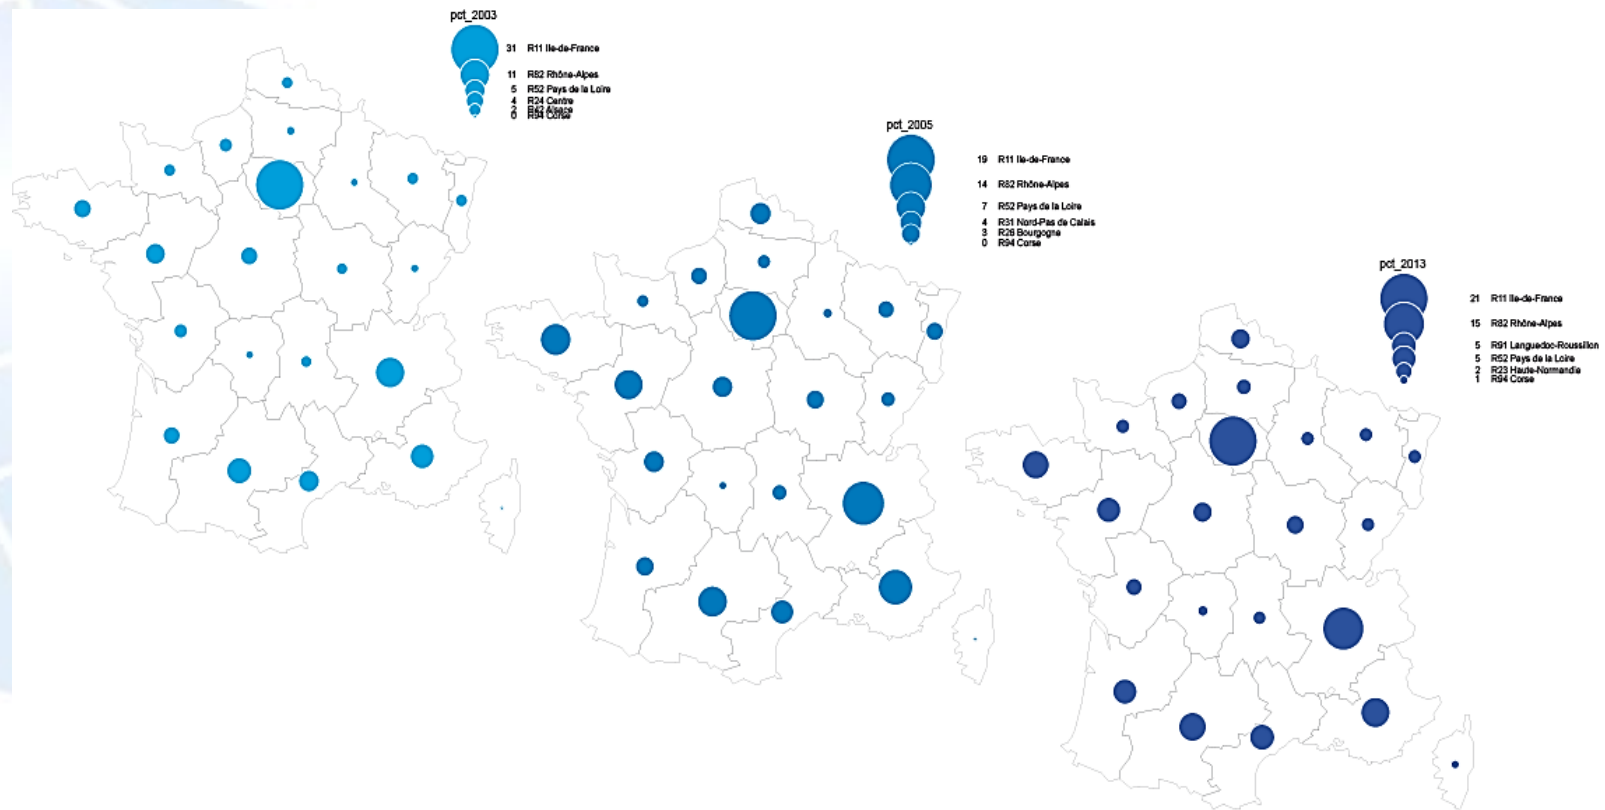 pct_2003
31 R11 Ile-de-France
11 R82 Rhône-Alpes
5 R52 Pays de la Loire
4 R24 Centre
2 R42 Alsace
0 R94 Corse
pct_2005
19 R11 Ile-de-France
14 R82 Rhône-Alpes
7 R52 Pays de la Loire
4 R31 Nord-Pas de Calais
3 R26 Bourgogne
0 R94 Corse
pct_2013
21 R11 Ile-de-France
15 R82 Rhône-Alpes
5 R91 Languedoc-Roussillon
5 R52 Pays de la Loire
2 R23 Haute-Normandie
1 R94 Corse